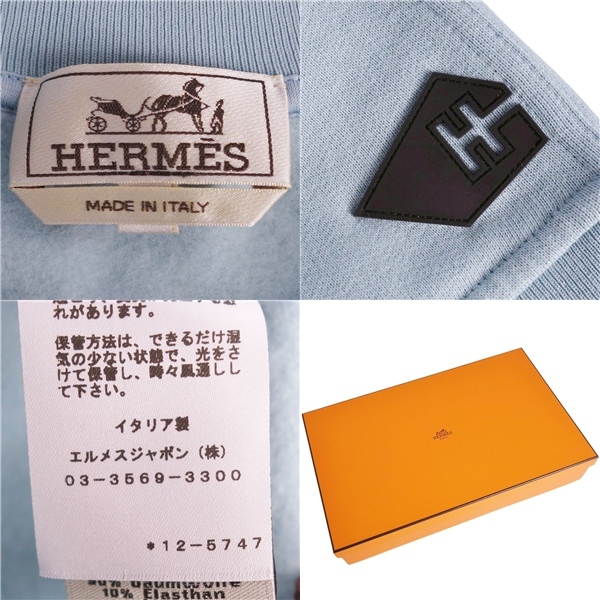 HERMÈS
MADE IN ITALY
れがあります。
保管方法は、できるだけ湿
気の少ない状態で、光をさ
けて保管し、時々風通しし
て下さい。
イタリア製
エルメスジャポン(株)
03-3569-3300
*12-5747
10% Elasthan
HERMÈS